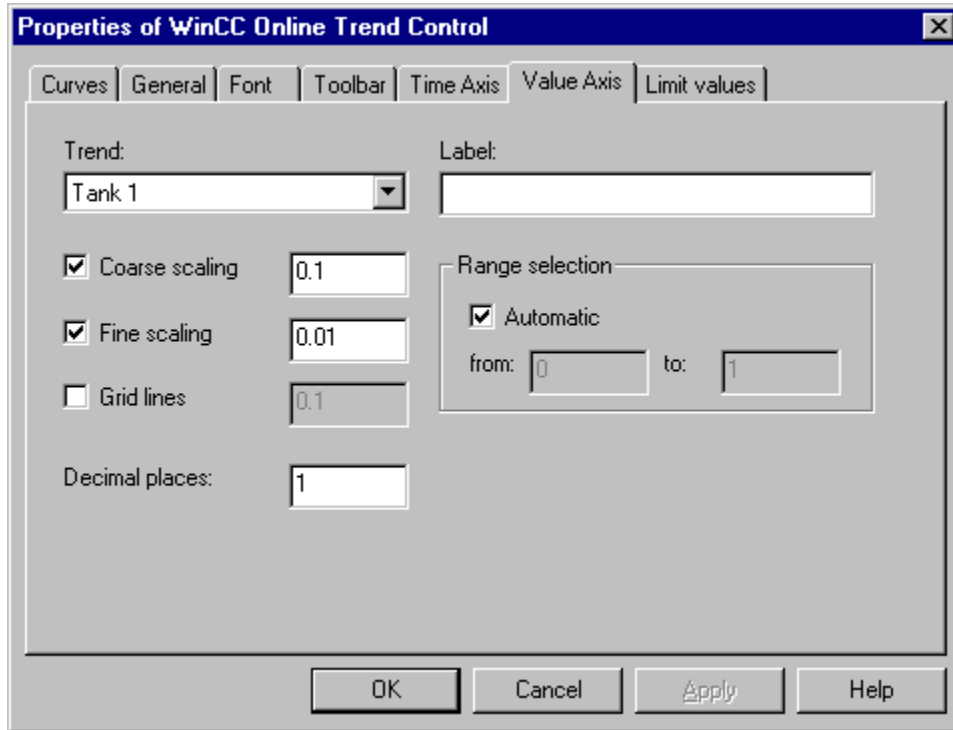 Properties of WinCC Online Trend Control
Curves General Font Toolbar Time Axis Value Axis Limit values
Trend: Label:
Tank 1
Coarse scaling 0.1 Range selection
Fine scaling 0.01 Automatic
from: 0 to: 1
Grid lines 0.1
Decimal places: 1
OK Cancel Apply Help